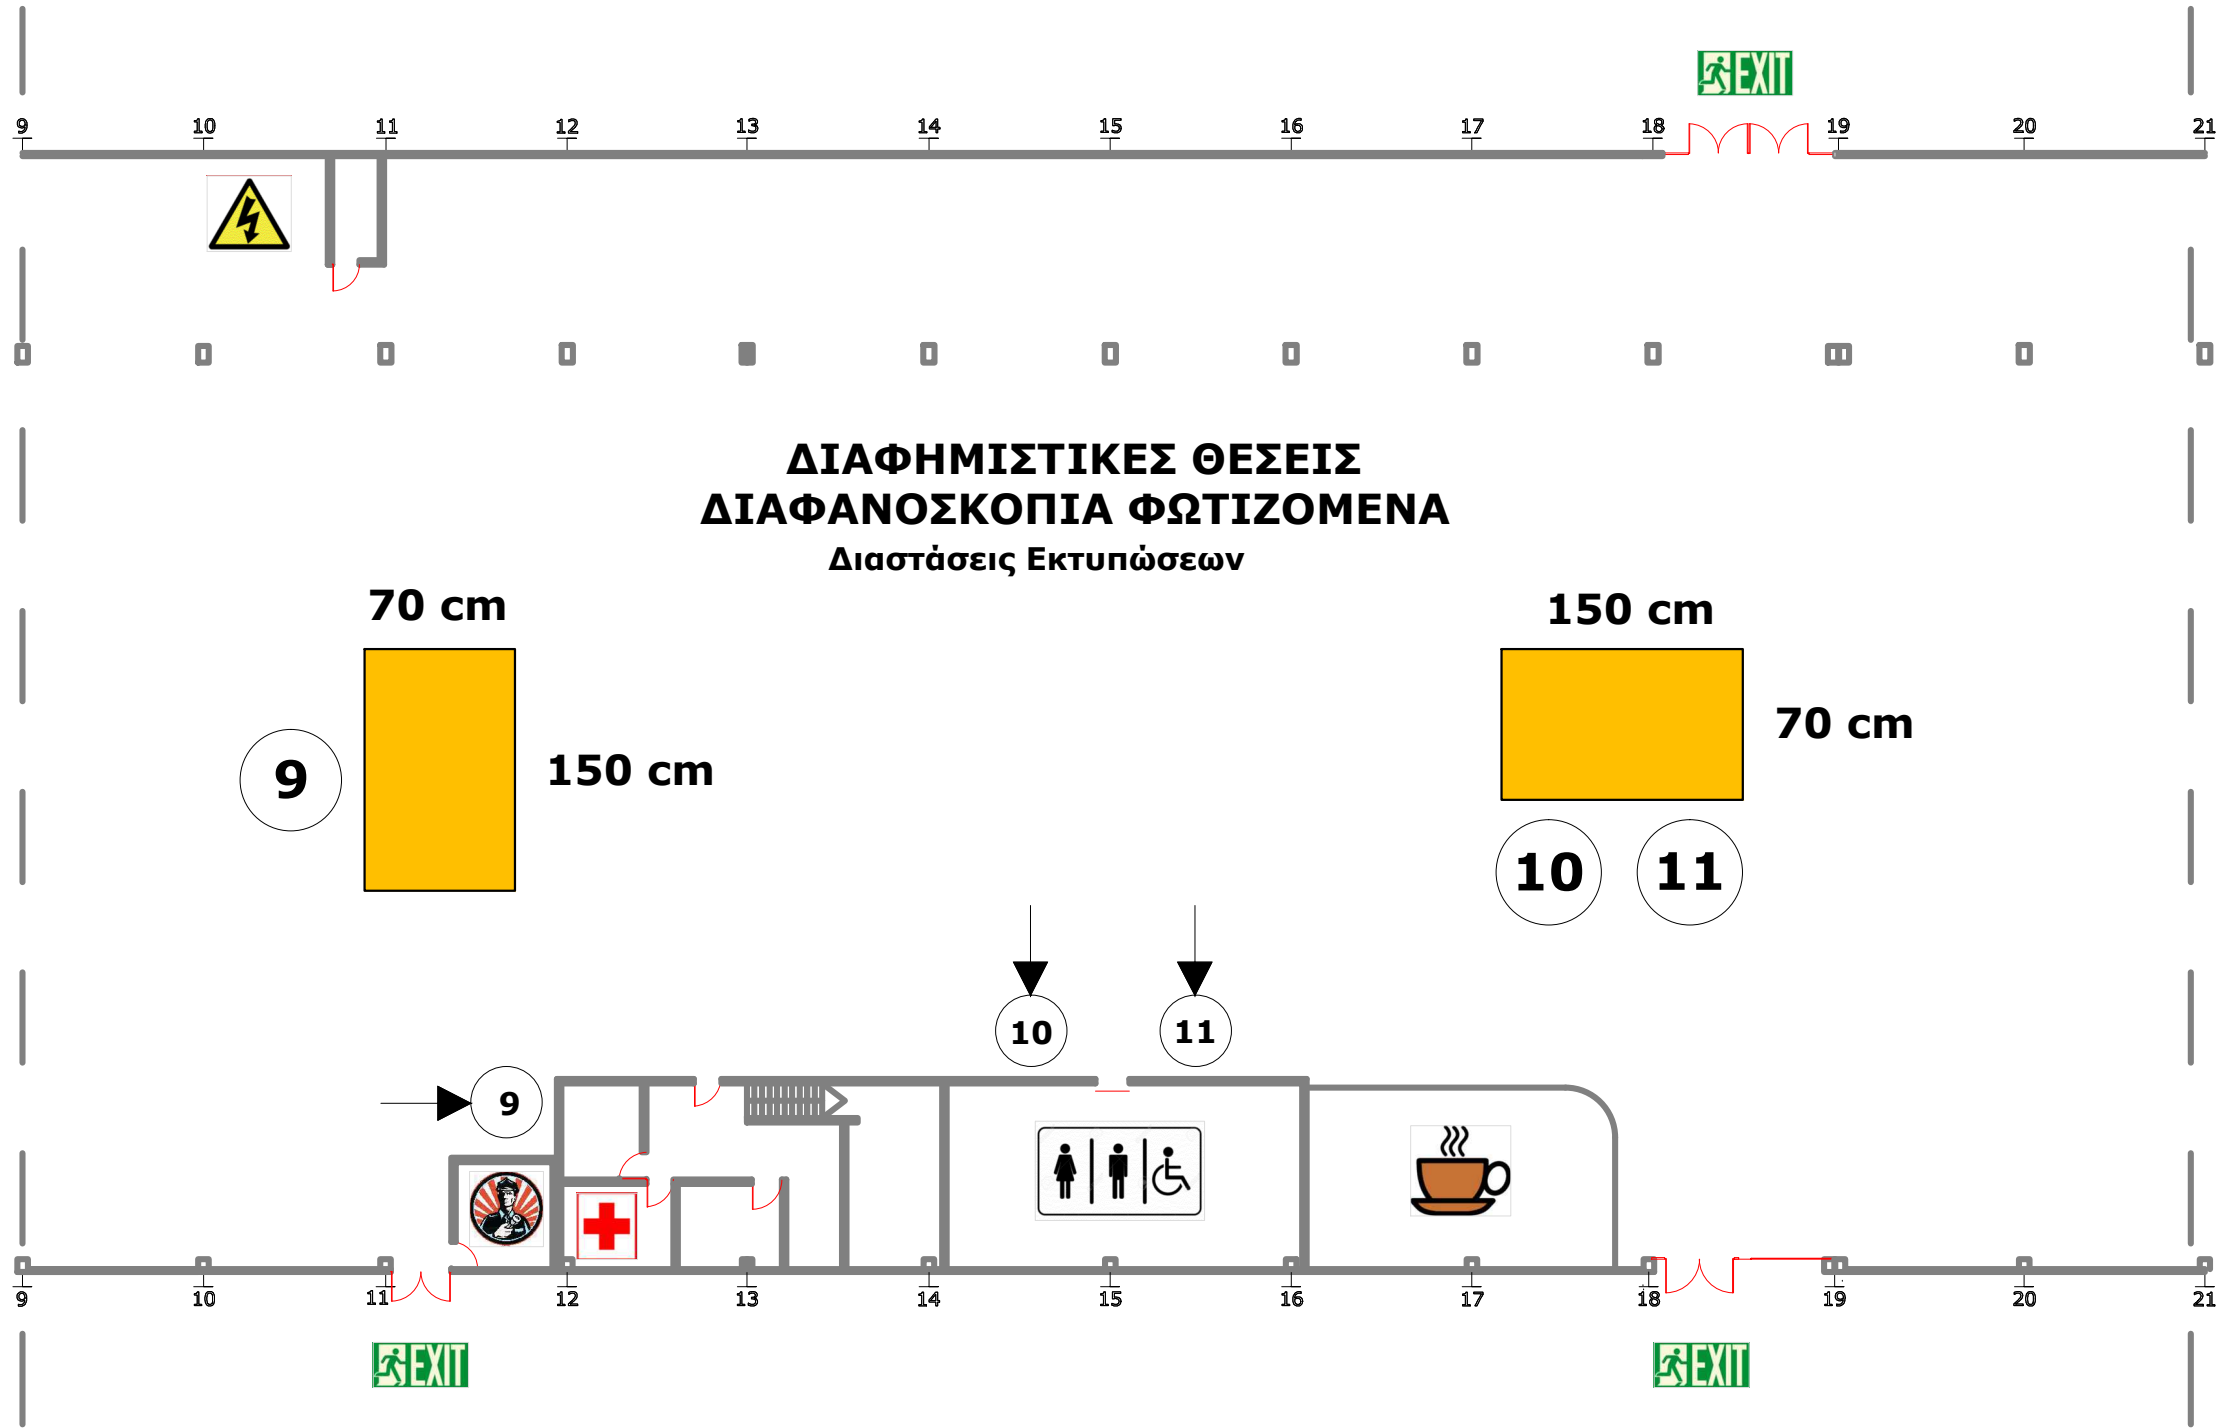 EXIT
9 10 11 12 13 14 15 16 17 18 19 20 21
ΔΙΑΦΗΜΙΣΤΙΚΕΣ ΘΕΣΕΙΣ
ΔΙΑΦΑΝΟΣΚΟΠΙΑ ΦΩΤΙΖΟΜΕΝΑ
Διαστάσεις Εκτυπώσεων
70 cm
150 cm
9
150 cm
70 cm
10 11
10 11
9
9 10 11 12 13 14 15 16 17 18 19 20 21
EXIT EXIT